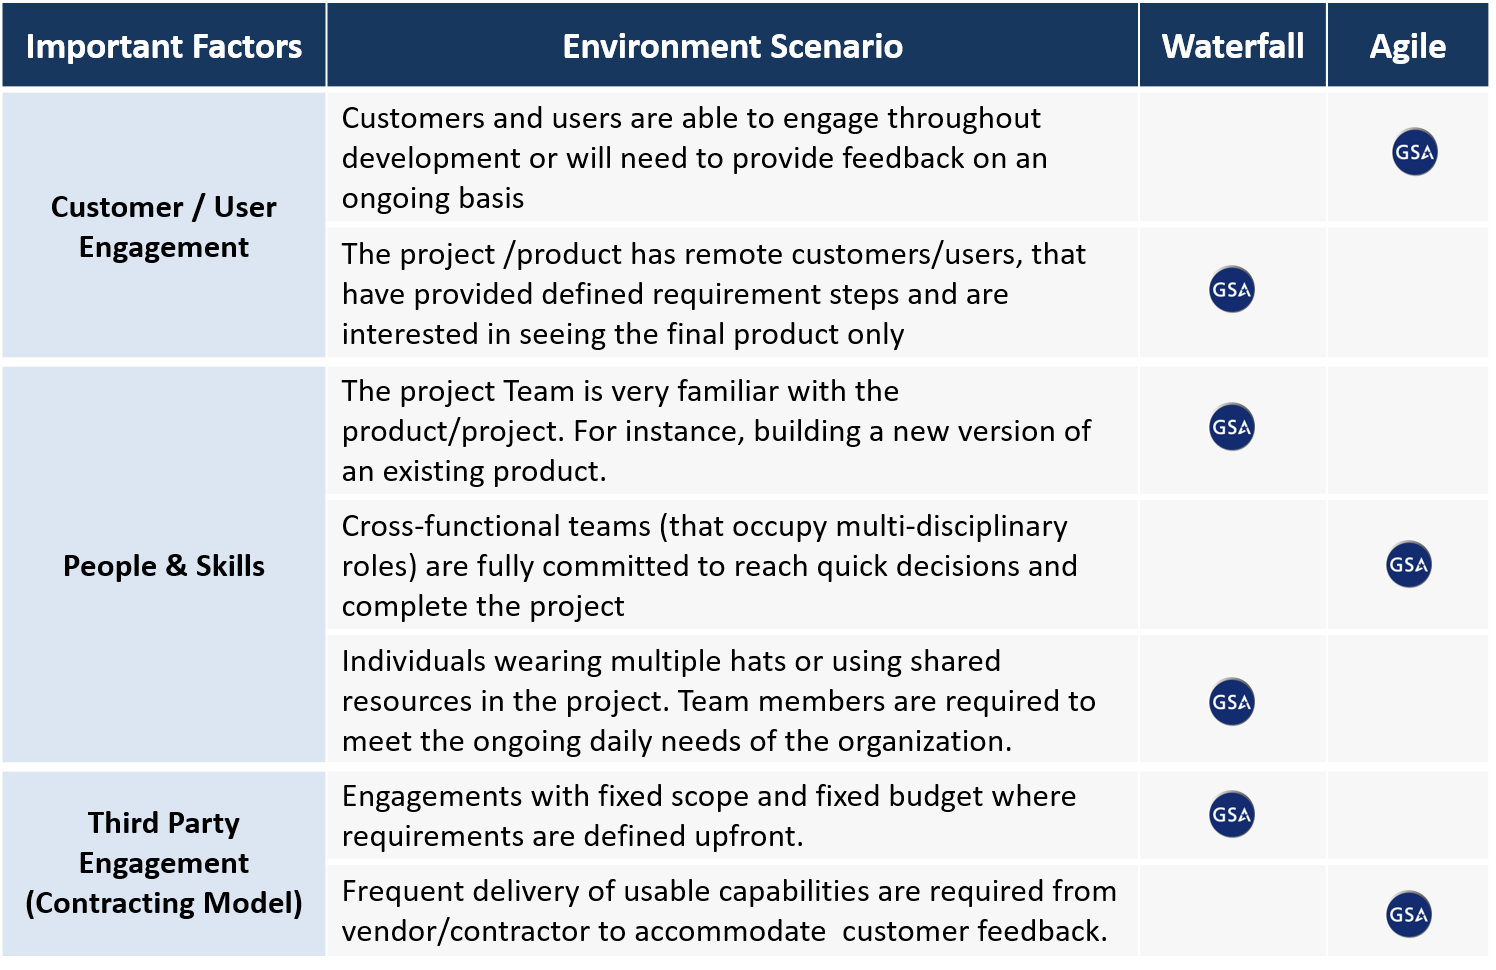 Important Factors
Environment Scenario
Waterfall
Agile
Customer / User
Engagement
Customers and users are able to engage throughout
development or will need to provide feedback on an
ongoing basis
GSA
The project /product has remote customers/users, that
have provided defined requirement steps and are
interested in seeing the final product only
GSA
People & Skills
The project Team is very familiar with the
product/project. For instance, building a new version of
an existing product.
GSA
Cross-functional teams (that occupy multi-disciplinary
roles) are fully committed to reach quick decisions and
complete the project
GSA
Individuals wearing multiple hats or using shared
resources in the project. Team members are required to
meet the ongoing daily needs of the organization.
GSA
Third Party
Engagement
(Contracting Model)
Engagements with fixed scope and fixed budget where
requirements are defined upfront.
GSA
Frequent delivery of usable capabilities are required from
vendor/contractor to accommodate  customer feedback.
GSA